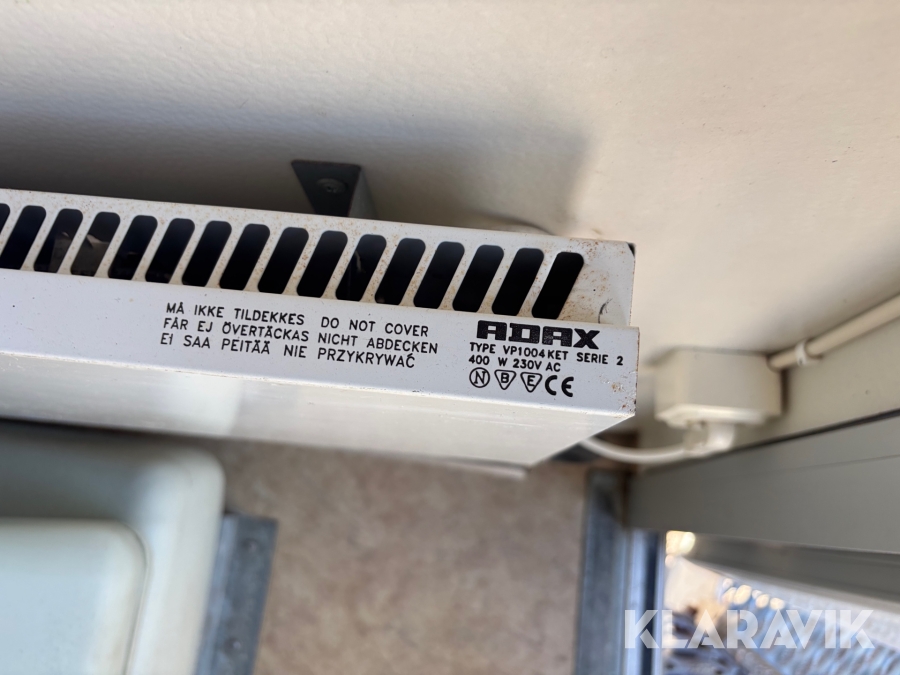 MÅ IKKE TILDEKKES DO NOT COVER
FÅR EJ ÖVERTÄCKAS NICHT ABDECKEN
EI SAA PEITÄÄ NIE PRZYKRYWAĆ
ADAX
TYPE VP1004 KET SERIE 2
400 W 230V AC
N B E CE
KLARAVIK